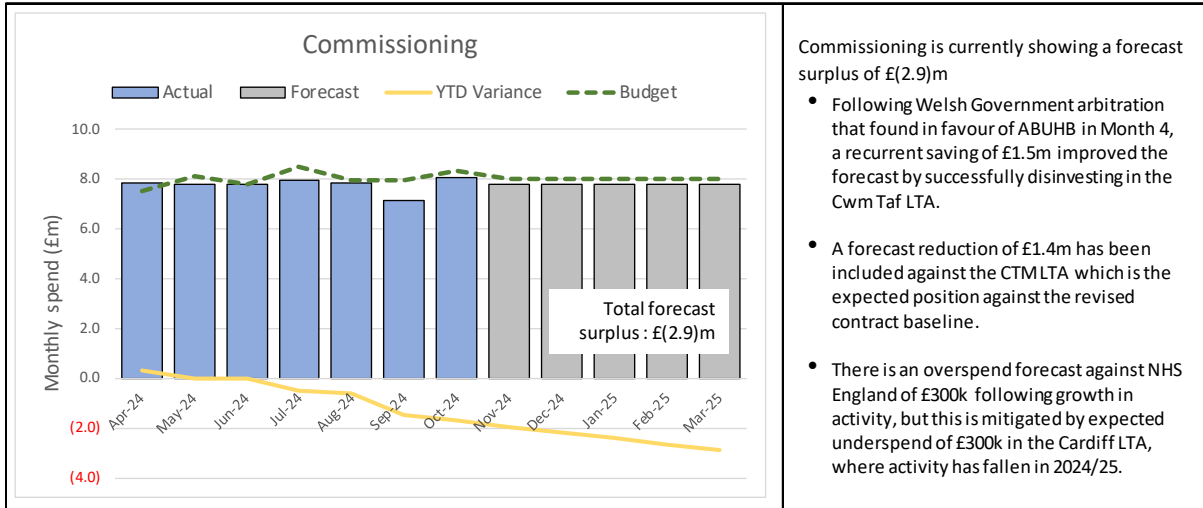 Commissioning
Actual
Forecast
YTD Variance
Budget
Monthly spend (£m)
10.0
8.0
6.0
4.0
2.0
0.0
(2.0)
(4.0)
Apr-24
May-24
Jun-24
Jul-24
Aug-24
Sep-24
Oct-24
Nov-24
Dec-24
Jan-25
Feb-25
Mar-25
Total forecast
surplus : £(2.9)m
Commissioning is currently showing a forecast
surplus of £(2.9)m
• Following Welsh Government arbitration
that found in favour of ABUHB in Month 4,
a recurrent saving of £1.5m improved the
forecast by successfully disinvesting in the
Cwm Taf LTA.
• A forecast reduction of £1.4m has been
included against the CTM LTA which is the
expected position against the revised
contract baseline.
• There is an overspend forecast against NHS
England of £300k following growth in
activity, but this is mitigated by expected
underspend of £300k in the Cardiff LTA,
where activity has fallen in 2024/25.